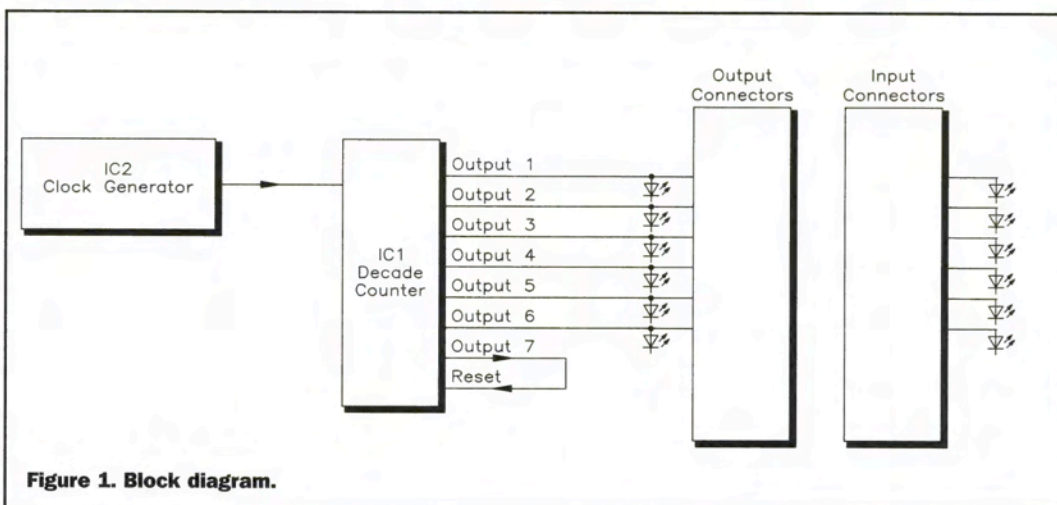 Output
Connectors
Input
Connectors
IC2
Clock Generator
IC1
Decade
Counter
Output 1
Output 2
Output 3
Output 4
Output 5
Output 6
Output 7
Reset
Figure 1. Block diagram.